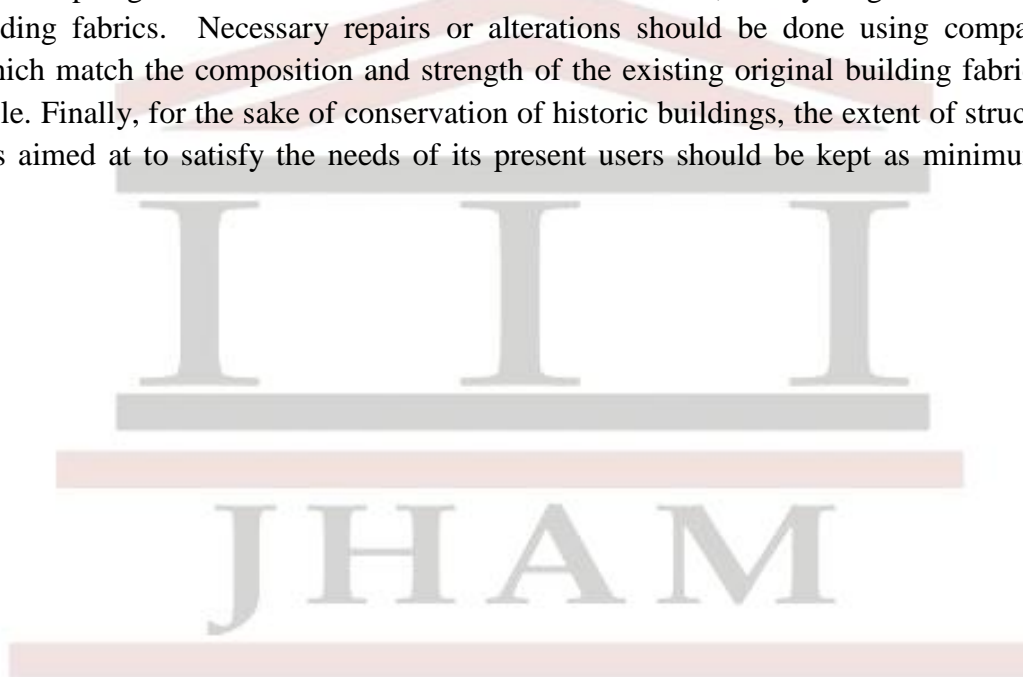 ding fabrics. Necessary repairs or alterations should be done using compa
hich match the composition and strength of the existing original building fabri
le. Finally, for the sake of conservation of historic buildings, the extent of struc
s aimed at to satisfy the needs of its present users should be kept as minimu
JHAM